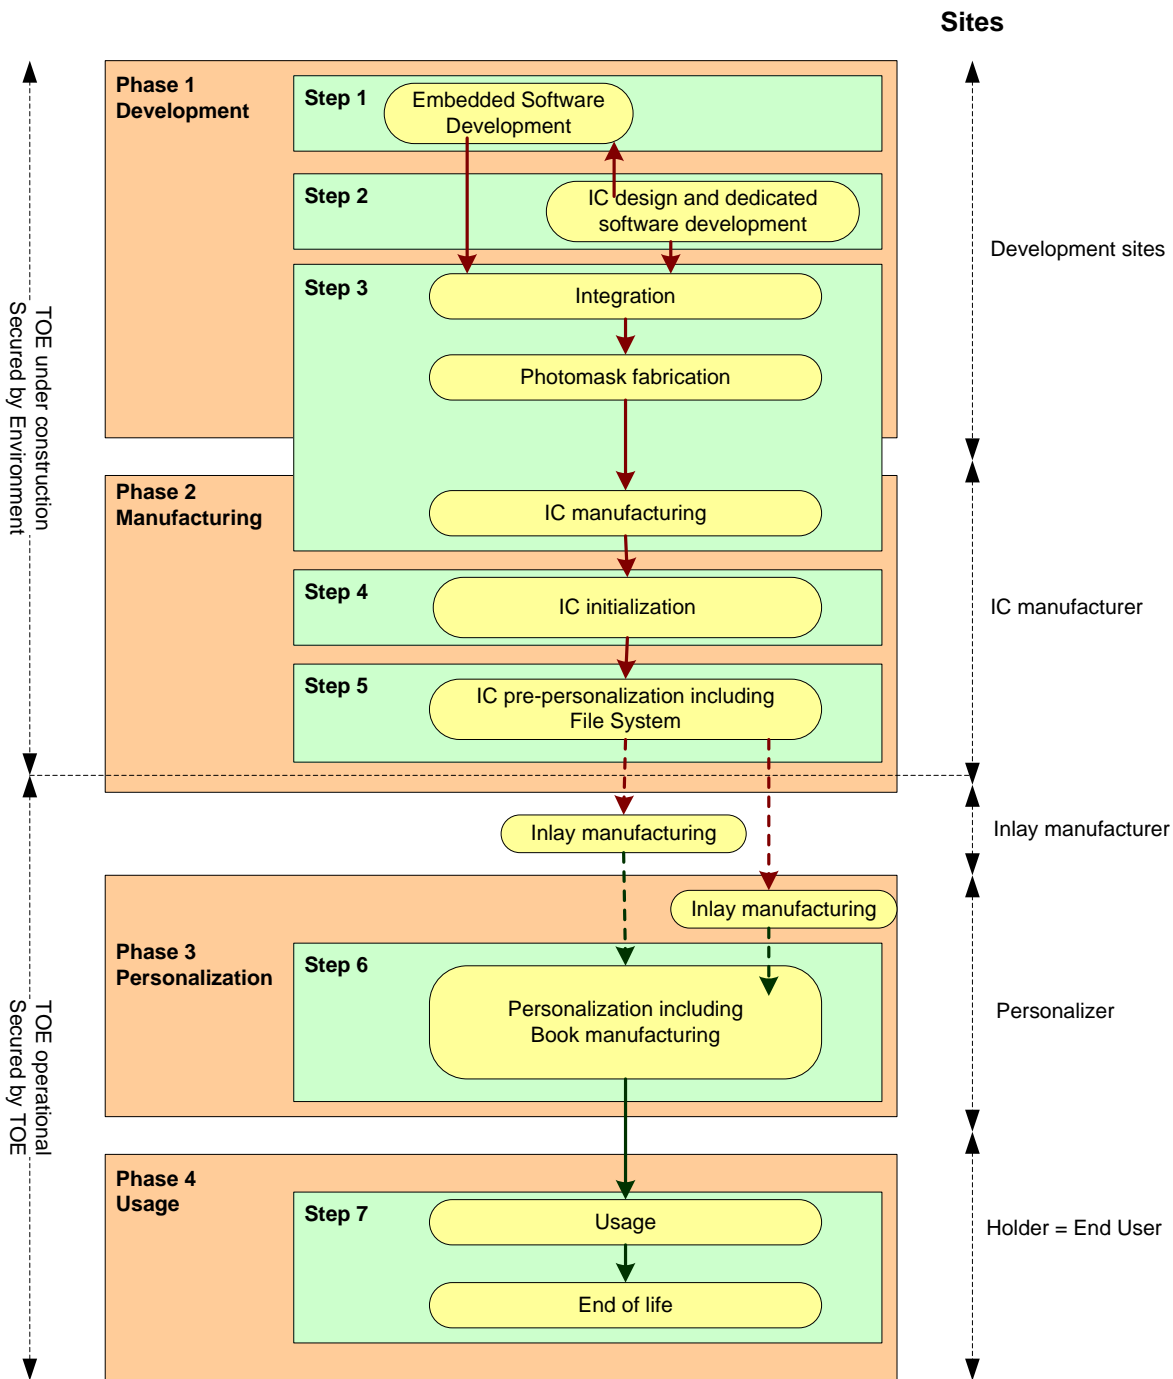 Sites
Phase 1
Development
Step 1
Embedded Software
Development
Step 2
IC design and dedicated
software development
Development sites
Step 3
Integration
Photomask fabrication
TOE under construction
Secured by Environment
Phase 2
Manufacturing
IC manufacturing
Step 4
IC initialization
IC manufacturer
Step 5
IC pre-personalization including
File System
Inlay manufacturing
Inlay manufacturer
Inlay manufacturing
Phase 3
Personalization
Step 6
Personalization including
Book manufacturing
Personalizer
TOE operational
Secured by TOE
Phase 4
Usage
Step 7
Usage
Holder = End User
End of life